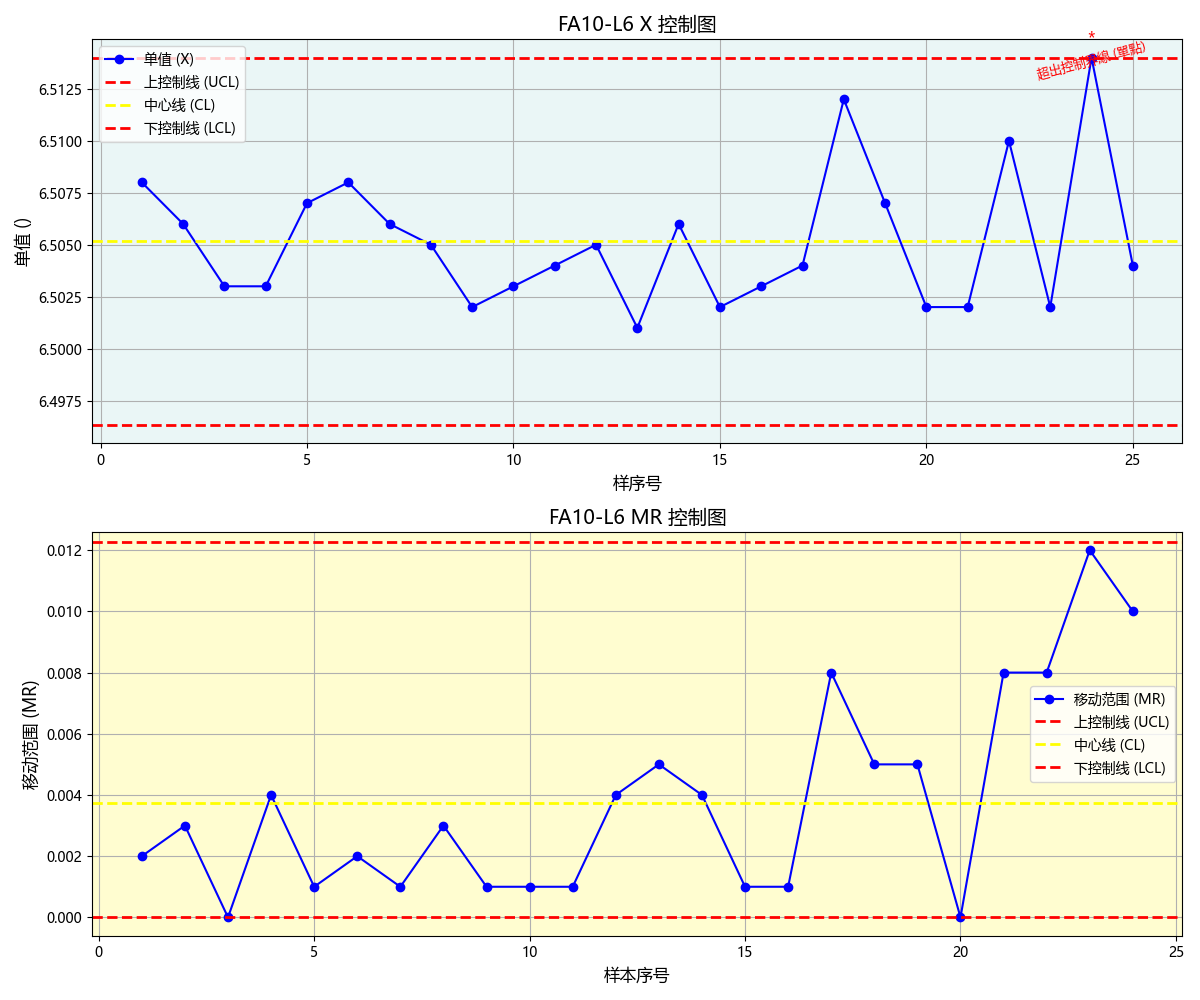 FA10-L6 X 控制图
*
超出控制界線 (單點)
单值 (X)
上控制线 (UCL)
中心线 (CL)
下控制线 (LCL)
单值 ()
6.5125
6.5100
6.5075
6.5050
6.5025
6.5000
6.4975
0 5 10 15 20 25
样序号
FA10-L6 MR 控制图
移动范围 (MR)
0.012
0.010
0.008
0.006
0.004
0.002
0.000
移动范围 (MR)
上控制线 (UCL)
中心线 (CL)
下控制线 (LCL)
0 5 10 15 20 25
样本序号